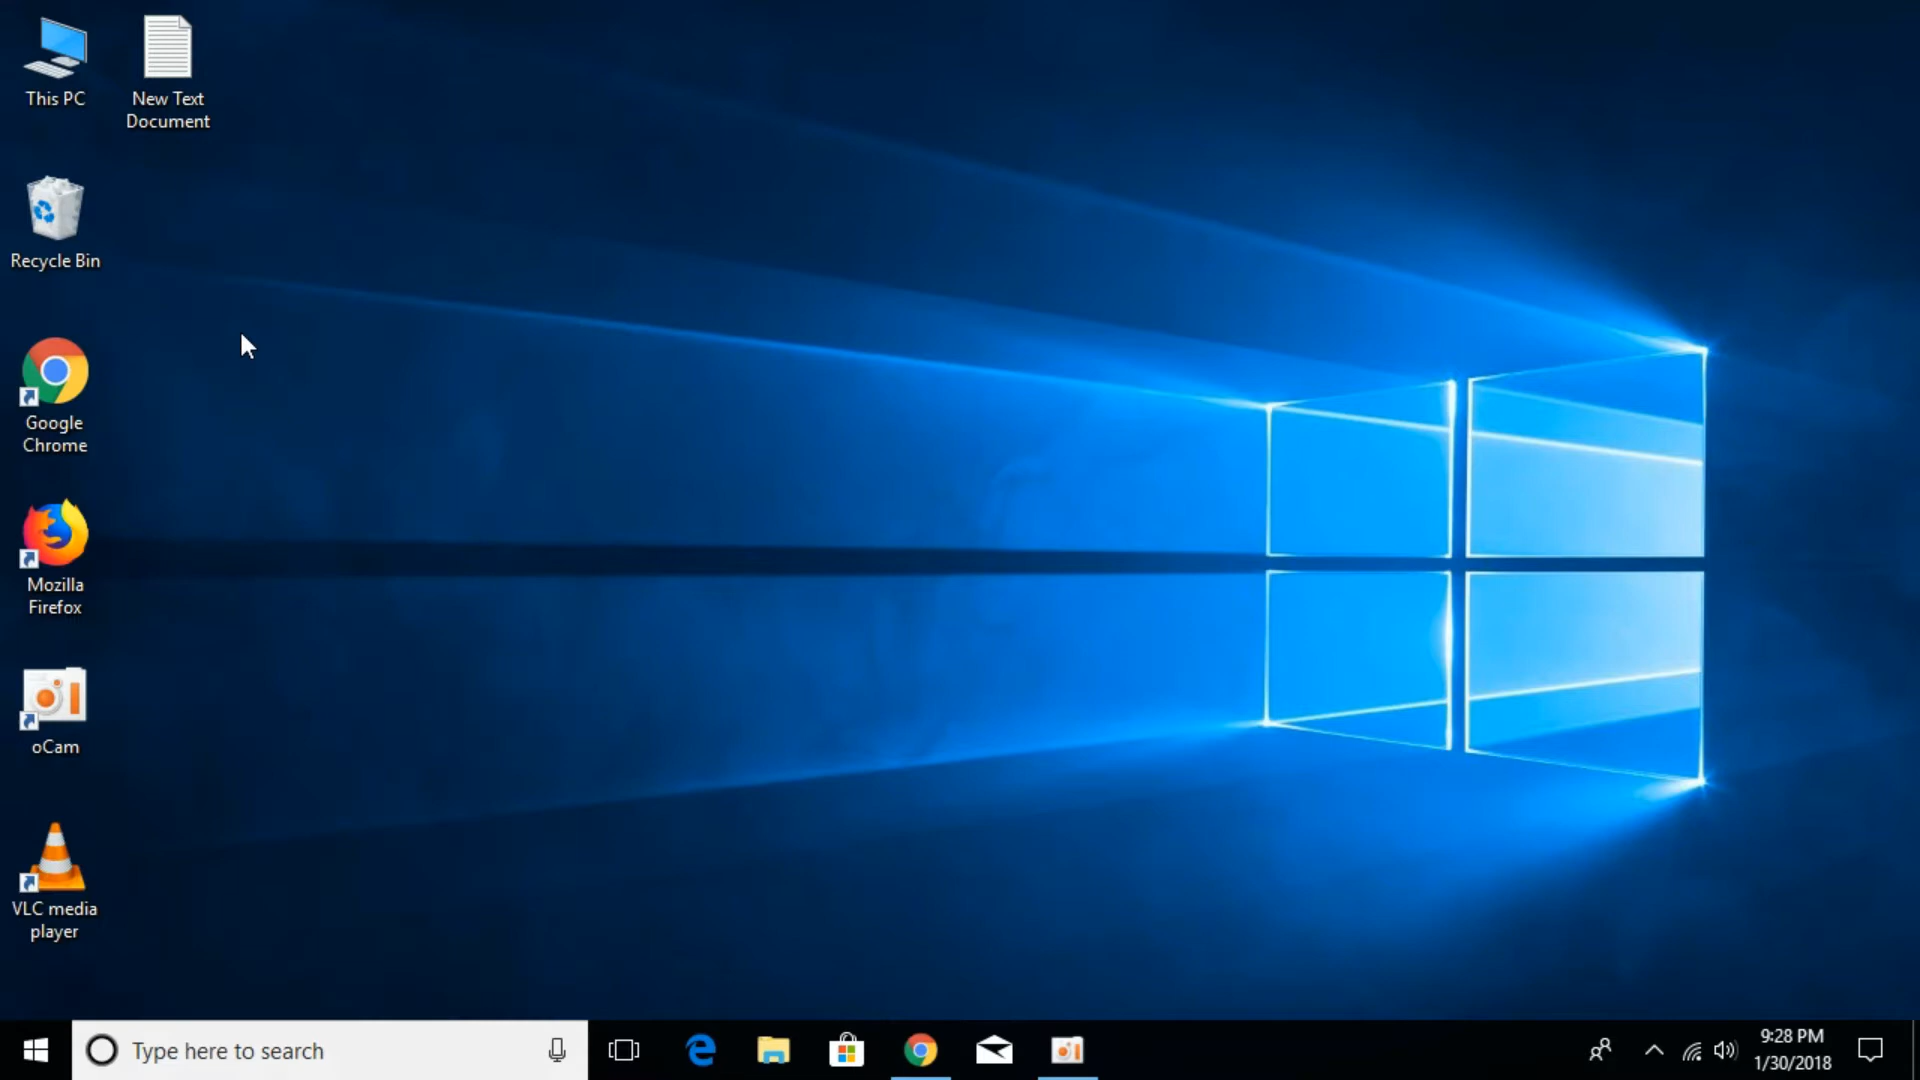 This PC
New Text
Document
Recycle Bin
Google
Chrome
Mozilla
Firefox
oCam
VLC media
player
Type here to search
9:28 PM
1/30/2018